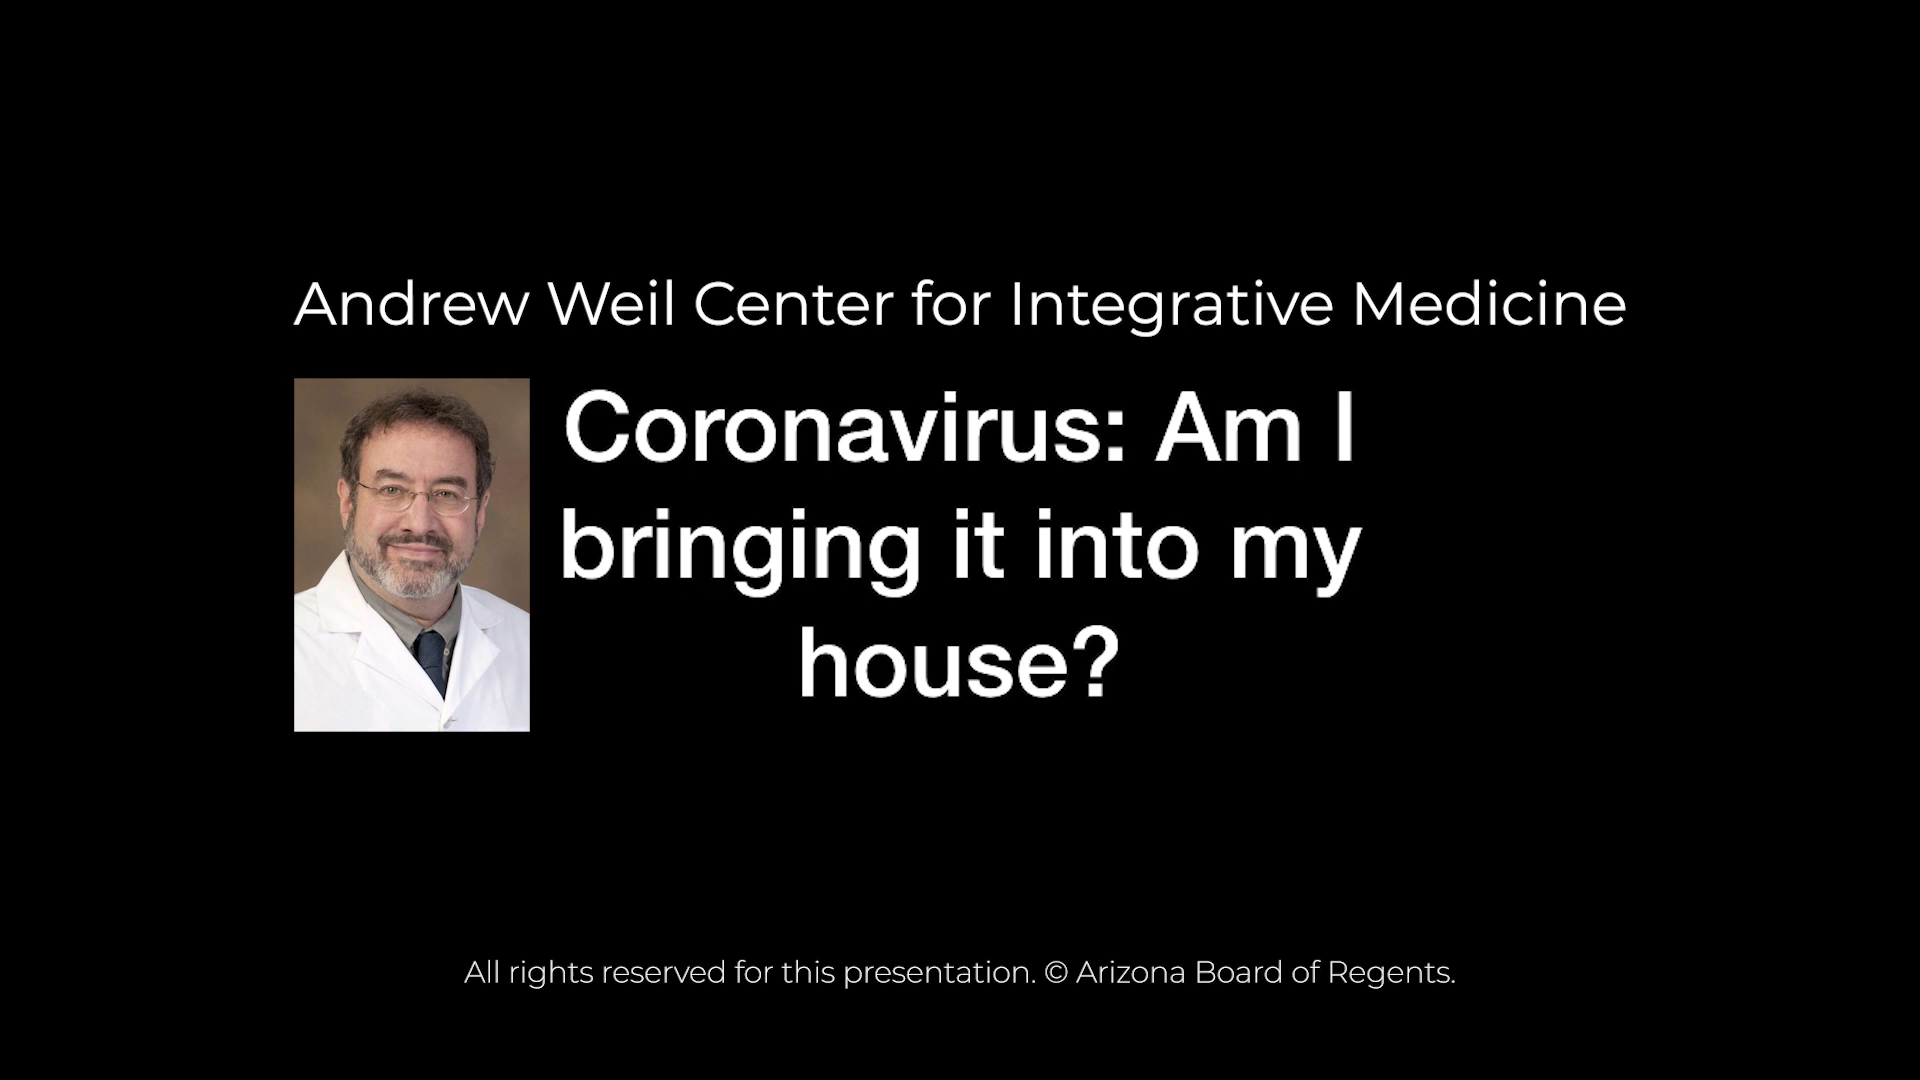 Andrew Weil Center for Integrative Medicine
Coronavirus: Am I
bringing it into my
house?
All rights reserved for this presentation. © Arizona Board of Regents.